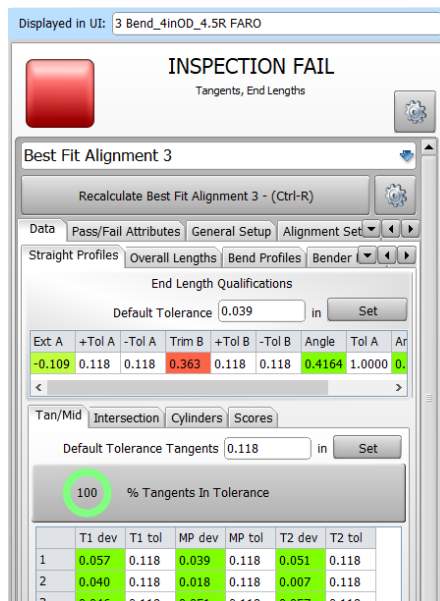 Displayed in UI: 3 Bend_4inOD_4.5R FARO
INSPECTION FAIL
Tangents, End Lengths
Best Fit Alignment 3
Recalculate Best Fit Alignment 3 - (Ctrl-R)
Data Pass/Fail Attributes General Setup Alignment Set
Straight Profiles Overall Lengths Bend Profiles Bender
End Length Qualifications
Default Tolerance 0.039 in Set
Ext A +Tol A -Tol A Trim B +Tol B -Tol B Angle Tol A
-0.109 0.118 0.118 0.363 0.118 0.118 0.4164 1.0000 0.
Tan/Mid Intersection Cylinders Scores
Default Tolerance Tangents 0.118 in Set
100 % Tangents In Tolerance
T1 dev T1 tol MP dev MP tol T2 dev T2 tol
1 0.057 0.118 0.039 0.118 0.051 0.118
2 0.040 0.118 0.018 0.118 0.007 0.118